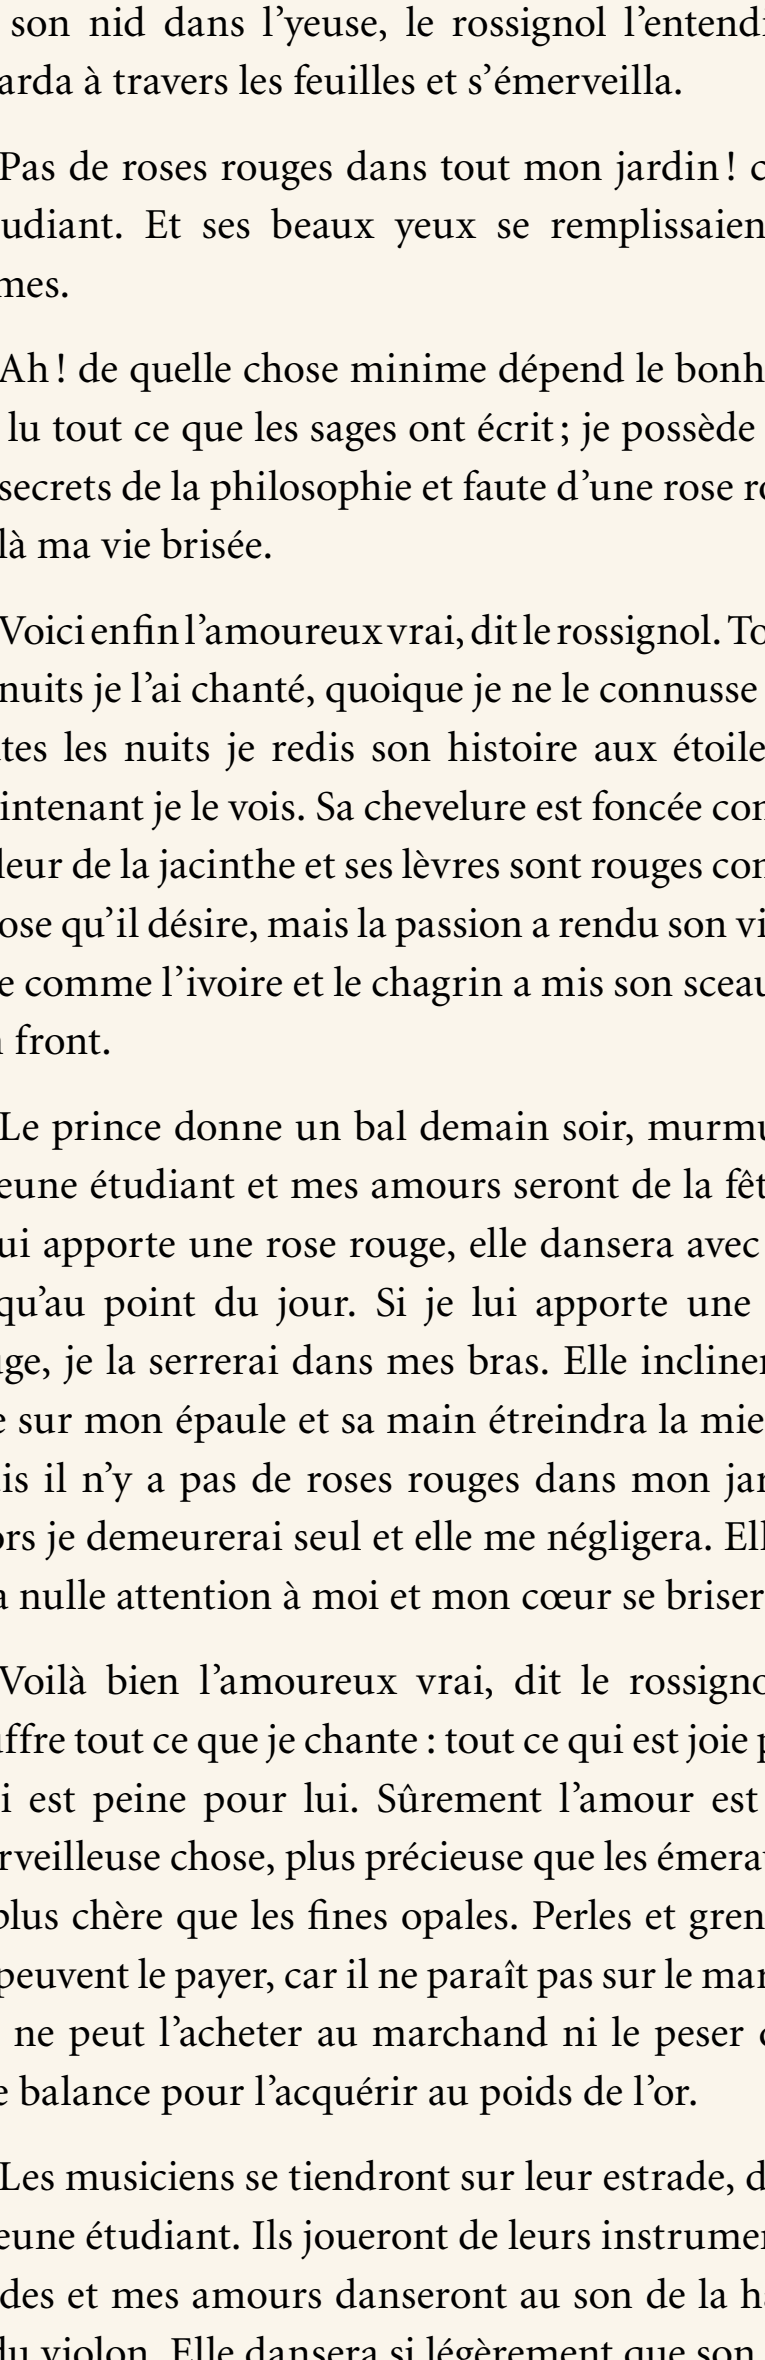 son nid dans l’yeuse, le rossignol l’entendi
arda à travers les feuilles et s’émerveilla.
Pas de roses rouges dans tout mon jardin ! c
udiant. Et ses beaux yeux se remplissaien
mes.
Ah ! de quelle chose minime dépend le bonh
lu tout ce que les sages ont écrit ; je possède
secrets de la philosophie et faute d’une rose ro
là ma vie brisée.
Voici enfin l’amoureux vrai, dit le rossignol. To
nuits je l’ai chanté, quoique je ne le connusse
tes les nuits je redis son histoire aux étoile
intenant je le vois. Sa chevelure est foncée com
leur de la jacinthe et ses lèvres sont rouges com
ose qu’il désire, mais la passion a rendu son vi
e comme l’ivoire et le chagrin a mis son sceau
n front.
Le prince donne un bal demain soir, murmu
eune étudiant et mes amours seront de la fêt
ui apporte une rose rouge, elle dansera avec
qu’au point du jour. Si je lui apporte une
ge, je la serrerai dans mes bras. Elle incliner
e sur mon épaule et sa main étreindra la mie
is il n’y a pas de roses rouges dans mon jar
ors je demeurerai seul et elle me négligera. Ell
a nulle attention à moi et mon cœur se briser
Voilà bien l’amoureux vrai, dit le rossigno
uffre tout ce que je chante : tout ce qui est joie p
i est peine pour lui. Sûrement l’amour est
rveilleuse chose, plus précieuse que les émera
plus chère que les fines opales. Perles et gren
peuvent le payer, car il ne paraît pas sur le mar
ne peut l’acheter au marchand ni le peser d
e balance pour l’acquérir au poids de l’or.
Les musiciens se tiendront sur leur estrade, d
eune étudiant. Ils joueront de leurs instrumen
des et mes amours danseront au son de la ha
du violon. Elle dansera si légèrement que son